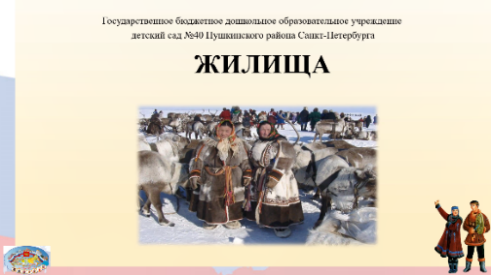 Государственное бюджетное дошкольное образовательное учреждение
детский сад №40 Пушкинского района Санкт-Петербурга
ЖИЛИЩА